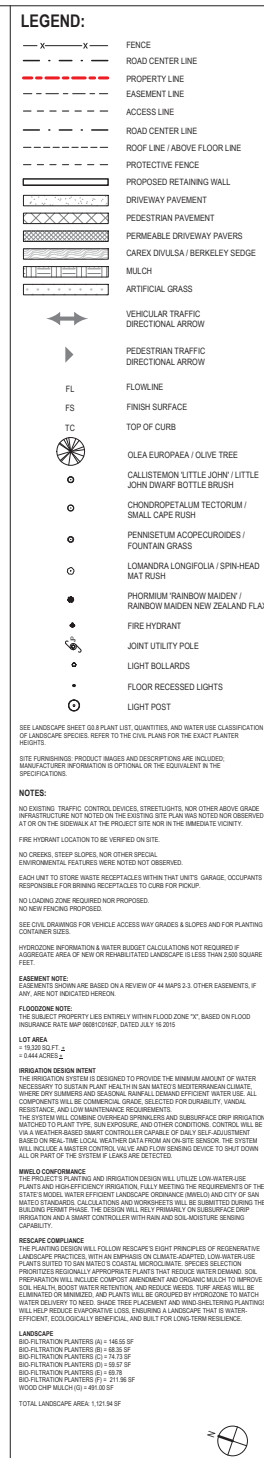 LEGEND:
X X FENCE
ROAD CENTER LINE
PROPERTY LINE
EASEMENT LINE
ACCESS LINE
ROAD CENTER LINE
ROOF LINE / ABOVE FLOOR LINE
PROTECTIVE FENCE
PROPOSED RETAINING WALL
DRIVEWAY PAVEMENT
PEDESTRIAN PAVEMENT
PERMEABLE DRIVEWAY PAVERS
CAREX DIVULSA / BERKELEY SEDGE
MULCH
ARTIFICIAL GRASS
VEHICULAR TRAFFIC
DIRECTIONAL ARROW
PEDESTRIAN TRAFFIC
DIRECTIONAL ARROW
FL FLOWLINE
FS FINISH SURFACE
TC TOP OF CURB
OLEA EUROPAEA / OLIVE TREE
CALLISTEMON 'LITTLE JOHN' / LITTLE
JOHN DWARF BOTTLE BRUSH
CHONDROPETALUM TECTORUM /
SMALL CAPE RUSH
PENNISETUM ACOPECUROIDES /
FOUNTAIN GRASS
LOMANDRA LONGIFOLIA / SPIN-HEAD
MAT RUSH
PHORMIUM 'RAINBOW MAIDEN' /
RAINBOW MAIDEN NEW ZEALAND FLAX
FIRE HYDRANT
JOINT UTILITY POLE
LIGHT BOLLARDS
FLOOR RECESSED LIGHTS
LIGHT POST
SEE LANDSCAPE SHEET G0.8 PLANT LIST, QUANTITIES, AND WATER USE CLASSIFICATION
OF LANDSCAPE SPECIES. REFER TO THE CIVIL PLANS FOR THE EXACT PLANTER
HEIGHTS.
SITE FURNISHINGS: PRODUCT IMAGES AND DESCRIPTIONS ARE INCLUDED;
MANUFACTURER INFORMATION IS OPTIONAL OR THE EQUIVALENT IN THE
SPECIFICATIONS.
NOTES:
NO EXISTING TRAFFIC CONTROL DEVICES, STREETLIGHTS, NOR OTHER ABOVE GRADE
INFRASTRUCTURE NOT NOTED ON THE EXISTING SITE PLAN WAS NOTED NOR OBSERVED
AT OR ON THE SIDEWALK AT THE PROJECT SITE NOR IN THE IMMEDIATE VICINITY.
FIRE HYDRANT LOCATION TO BE VERIFIED ON SITE.
NO CREEKS, STEEP SLOPES, NOR OTHER SPECIAL
ENVIRONMENTAL FEATURES WERE NOTED NOT OBSERVED.
EACH UNIT TO STORE WASTE RECEPTACLES WITHIN THAT UNIT'S GARAGE, OCCUPANTS
RESPONSIBLE FOR BRINING RECEPTACLES TO CURB FOR PICKUP.
NO LOADING ZONE REQUIRED NOR PROPOSED.
NO NEW FENCING PROPOSED.
SEE CIVIL DRAWINGS FOR VEHICLE ACCESS WAY GRADES & SLOPES AND FOR PLANTING
CONTAINER SIZES.
HYDROZONE INFORMATION & WATER BUDGET CALCULATIONS NOT REQUIRED IF
AGGREGATE AREA OF NEW OR REHABILITATED LANDSCAPE IS LESS THAN 2,500 SQUARE
FEET.
EASEMENT NOTE:
EASEMENTS SHOWN ARE BASED ON A REVIEW OF 44 MAPS 2-3. OTHER EASEMENTS, IF
ANY, ARE NOT INDICATED HEREON.
FLOODZONE NOTE:
THE SUBJECT PROPERTY LIES ENTIRELY WITHIN FLOOD ZONE "X", BASED ON FLOOD
INSURANCE RATE MAP 06081C0162F, DATED JULY 16 2015
LOT AREA
= 19,320 SQ.FT. ±
= 0.444 ACRES ±
IRRIGATION DESIGN INTENT
THE IRRIGATION SYSTEM IS DESIGNED TO PROVIDE THE MINIMUM AMOUNT OF WATER
NECESSARY TO SUSTAIN PLANT HEALTH IN SAN MATEO'S MEDITERRANEAN CLIMATE,
WHERE DRY SUMMERS AND SEASONAL RAINFALL DEMAND EFFICIENT WATER USE. ALL
COMPONENTS WILL BE COMMERCIAL GRADE, SELECTED FOR DURABILITY, VANDAL
RESISTANCE, AND LOW MAINTENANCE REQUIREMENTS.
THE SYSTEM WILL COMBINE OVERHEAD SPRINKLERS AND SUBSURFACE DRIP IRRIGATION
MATCHED TO PLANT TYPE, SUN EXPOSURE, AND OTHER CONDITIONS. CONTROL WILL BE
VIA A WEATHER-BASED SMART CONTROLLER CAPABLE OF DAILY SELF-ADJUSTMENT
BASED ON REAL-TIME LOCAL WEATHER DATA FROM AN ON-SITE SENSOR. THE SYSTEM
WILL INCLUDE A MASTER CONTROL VALVE AND FLOW SENSING DEVICE TO SHUT DOWN
ALL OR PART OF THE SYSTEM IF LEAKS ARE DETECTED.
MWELO CONFORMANCE
THE PROJECT'S PLANTING AND IRRIGATION DESIGN WILL UTILIZE LOW-WATER-USE
PLANTS AND HIGH-EFFICIENCY IRRIGATION, FULLY MEETING THE REQUIREMENTS OF THE
STATE'S MODEL WATER EFFICIENT LANDSCAPE ORDINANCE (MWELO) AND CITY OF SAN
MATEO STANDARDS. CALCULATIONS AND WORKSHEETS WILL BE SUBMITTED DURING THE
BUILDING PERMIT PHASE. THE DESIGN WILL RELY PRIMARILY ON SUBSURFACE DRIP
IRRIGATION AND A SMART CONTROLLER WITH RAIN AND SOIL-MOISTURE SENSING
CAPABILITY.
RESCAPE COMPLIANCE
THE PLANTING DESIGN WILL FOLLOW RESCAPE'S EIGHT PRINCIPLES OF REGENERATIVE
LANDSCAPE PRACTICES, WITH AN EMPHASIS ON CLIMATE-ADAPTED, LOW-WATER-USE
PLANTS SUITED TO SAN MATEO'S COASTAL MICROCLIMATE. SPECIES SELECTION
PRIORITIZES REGIONALLY APPROPRIATE PLANTS THAT REDUCE WATER DEMAND. SOIL
PREPARATION WILL INCLUDE COMPOST AMENDMENT AND ORGANIC MULCH TO IMPROVE
SOIL HEALTH, BOOST WATER RETENTION, AND REDUCE WEEDS. TURF AREAS WILL BE
ELIMINATED OR MINIMIZED, AND PLANTS WILL BE GROUPED BY HYDROZONE TO MATCH
WATER DELIVERY TO NEED. SHADE TREE PLACEMENT AND WIND-SHELTERING PLANTINGS
WILL HELP REDUCE EVAPORATIVE LOSS, ENSURING A LANDSCAPE THAT IS WATER-
EFFICIENT, ECOLOGICALLY BENEFICIAL, AND BUILT FOR LONG-TERM RESILIENCE.
LANDSCAPE
BIO-FILTRATION PLANTERS (A) = 146.55 SF
BIO-FILTRATION PLANTERS (B) = 68.35 SF
BIO-FILTRATION PLANTERS (C) = 74.73 SF
BIO-FILTRATION PLANTERS (D) = 59.57 SF
BIO-FILTRATION PLANTERS (E) = 69.78
BIO-FILTRATION PLANTERS (F) = 211.96 SF
WOOD CHIP MULCH (G) = 491.00 SF
TOTAL LANDSCAPE AREA: 1,121.94 SF
N